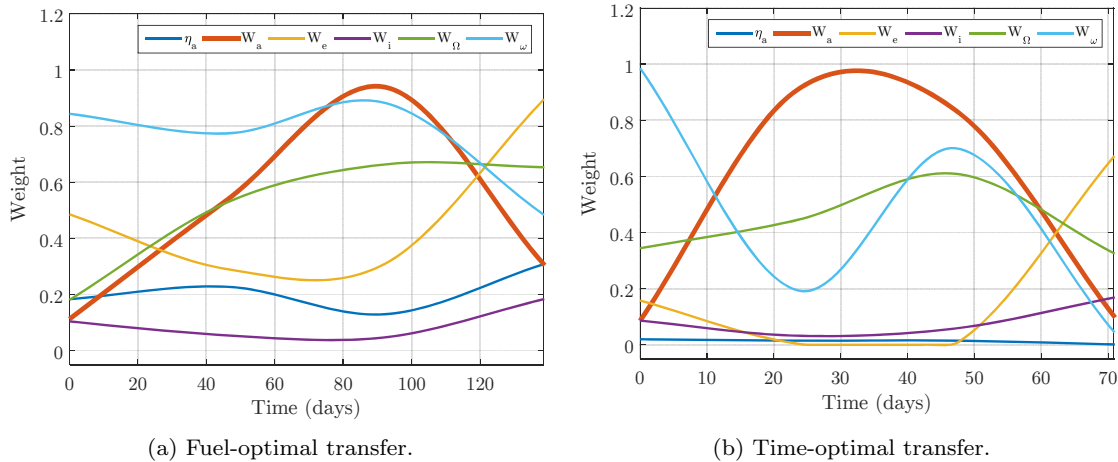 1.2
1
0.8
0.6
0.4
0.2
0
Weight
η_a W_a W_e W_i W_Ω W_ω
0 20 40 60 80 100 120
Time (days)
(a) Fuel-optimal transfer.
1.2
1
0.8
0.6
0.4
0.2
0
Weight
η_a W_a W_e W_i W_Ω W_ω
0 10 20 30 40 50 60 70
Time (days)
(b) Time-optimal transfer.